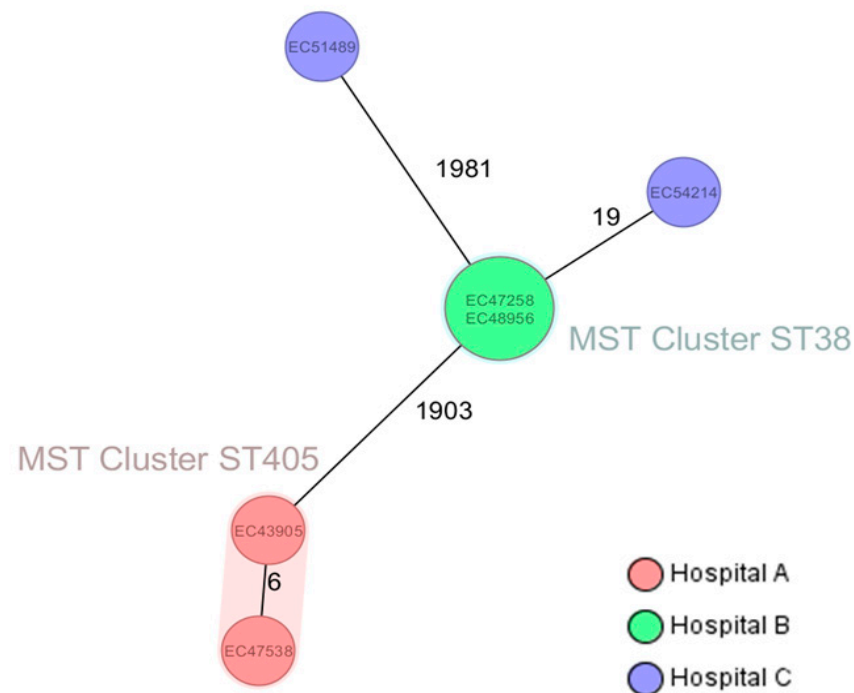 EC51489
1981
EC54214
19
EC47258
EC48956
MST Cluster ST38
1903
MST Cluster ST405
EC43905
6
EC47538
Hospital A
Hospital B
Hospital C